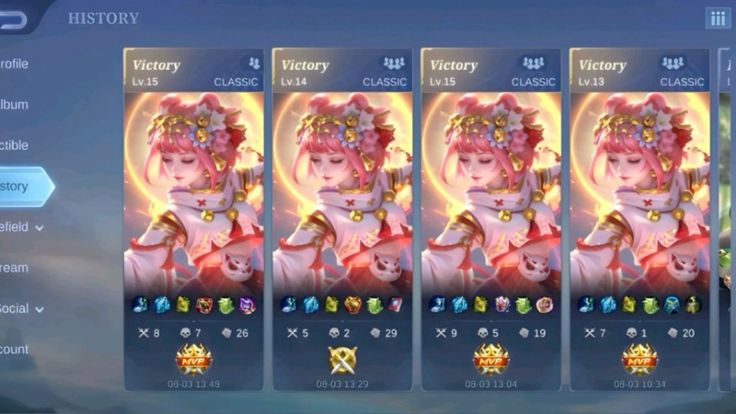 HISTORY
rofile
lbum
ctible
story
efield
ream
Social
count
Victory
Lv.15 CLASSIC
8 7 26
MVP
08-03 13:48
Victory
Lv.14 CLASSIC
5 2 29
08-03 13:29
Victory
Lv.15 CLASSIC
9 5 19
MVP
08-03 13:04
Victory
Lv.13 CLASSIC
7 1 20
MVP
08-03 10:34